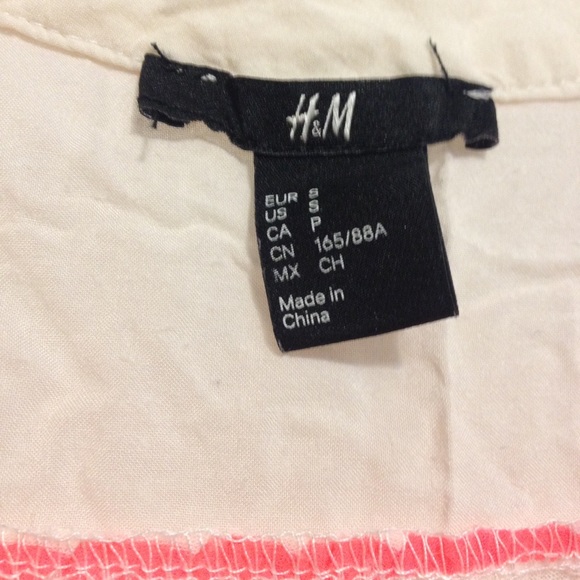 H&M
EUR S
US S
CA P
CN 165/88A
MX CH
Made in
China